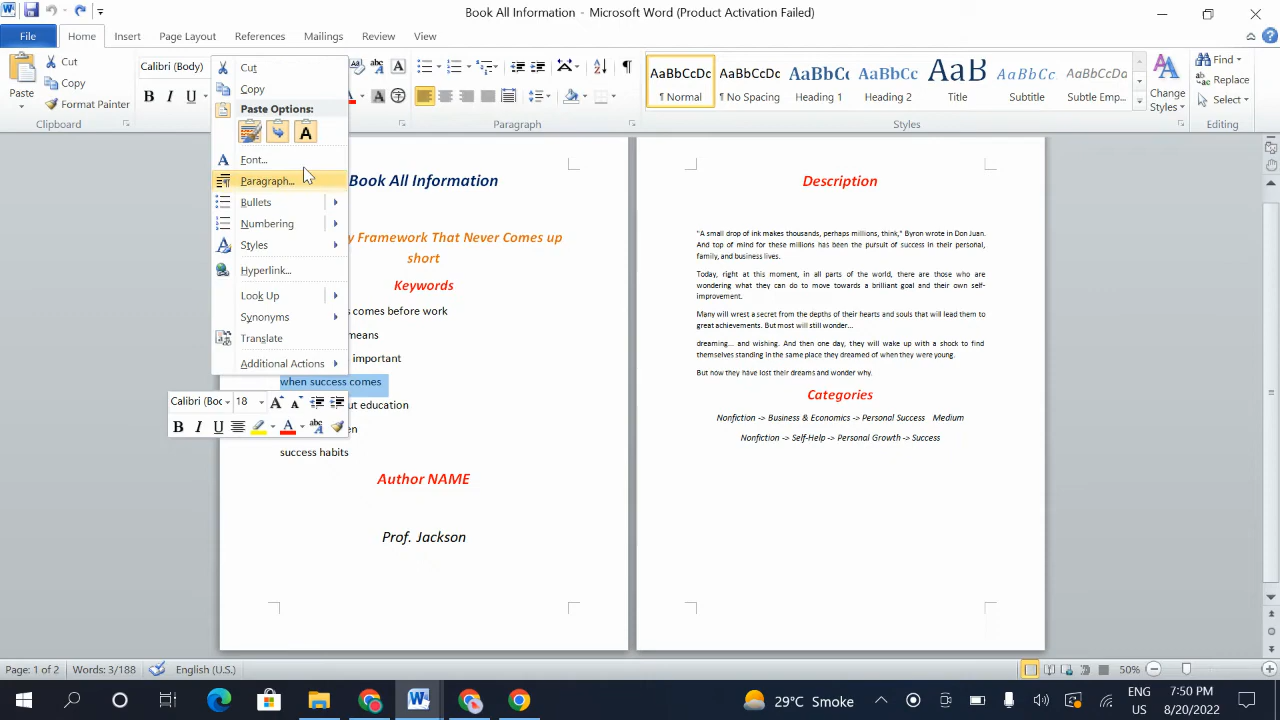 Book All Information - Microsoft Word (Product Activation Failed)
File Home Insert Page Layout References Mailings Review View
Paste
Cut
Copy
Format Painter
Clipboard
Calibri (Body)
B I U
Paragraph
AaBbCcDc AaBbCcDc AaBbCc AaBbCc AaB AaBbCc. AaBbCcDc
¶ Normal ¶ No Spacing Heading 1 Heading 2 Title Subtitle Subtle Emp...
Change Styles
Styles
Find
Replace
Select
Editing
Cut
Copy
Paste Options:
Font...
Paragraph...
Bullets
Numbering
Styles
Hyperlink...
Look Up
Synonyms
Translate
Additional Actions
18
B I U
Book All Information
y Framework That Never Comes up
short
Keywords
s comes before work
means
important
when success comes
ut education
en
success habits
Author NAME
Prof. Jackson
Description
"A small drop of ink makes thousands, perhaps millions, think," Byron wrote in Don Juan.
And top of mind for these millions has been the pursuit of success in their personal,
family, and business lives.
Today, right at this moment, in all parts of the world, there are those who are
wondering what they can do to move towards a brilliant goal and their own self-
improvement.
Many will wrest a secret from the depths of their hearts and souls that will lead them to
great achievements. But most will still wonder...
dreaming... and wishing. And then one day, they will wake up with a shock to find
themselves standing in the same place they dreamed of when they were young.
But how they have lost their dreams and wonder why.
Categories
Nonfiction -> Business & Economics -> Personal Success Medium
Nonfiction -> Self-Help -> Personal Growth -> Success
Page: 1 of 2 Words: 3/188 English (U.S.) 50%
29°C Smoke
ENG
US
7:50 PM
8/20/2022